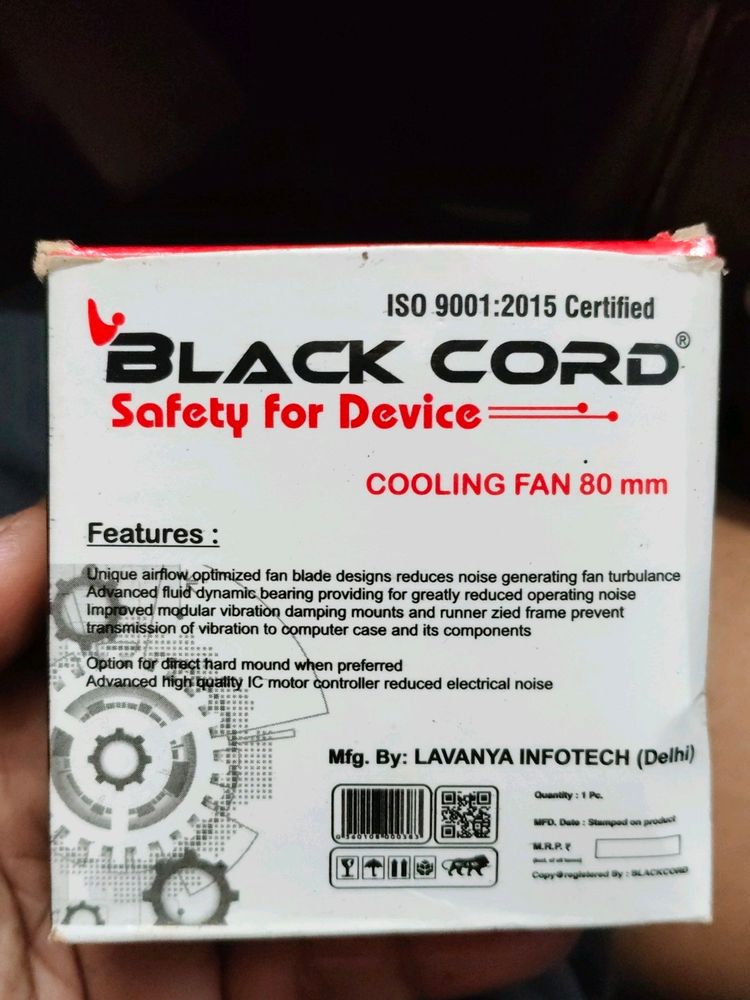 ISO 9001:2015 Certified
BLACK CORD®
Safety for Device
COOLING FAN 80 mm
Features :
Unique airflow optimized fan blade designs reduces noise generating fan turbulance
Advanced fluid dynamic bearing providing for greatly reduced operating noise
Improved modular vibration damping mounts and runner zied frame prevent
transmission of vibration to computer case and its components
Option for direct hard mound when preferred
Advanced high quality IC motor controller reduced electrical noise
Mfg. By: LAVANYA INFOTECH (Delhi)
Quantity : 1 Pc.
MFD. Date : Stamped on product
M.R.P. ₹
(Incl. of all taxes)
Copy@registered By : BLACKCORD